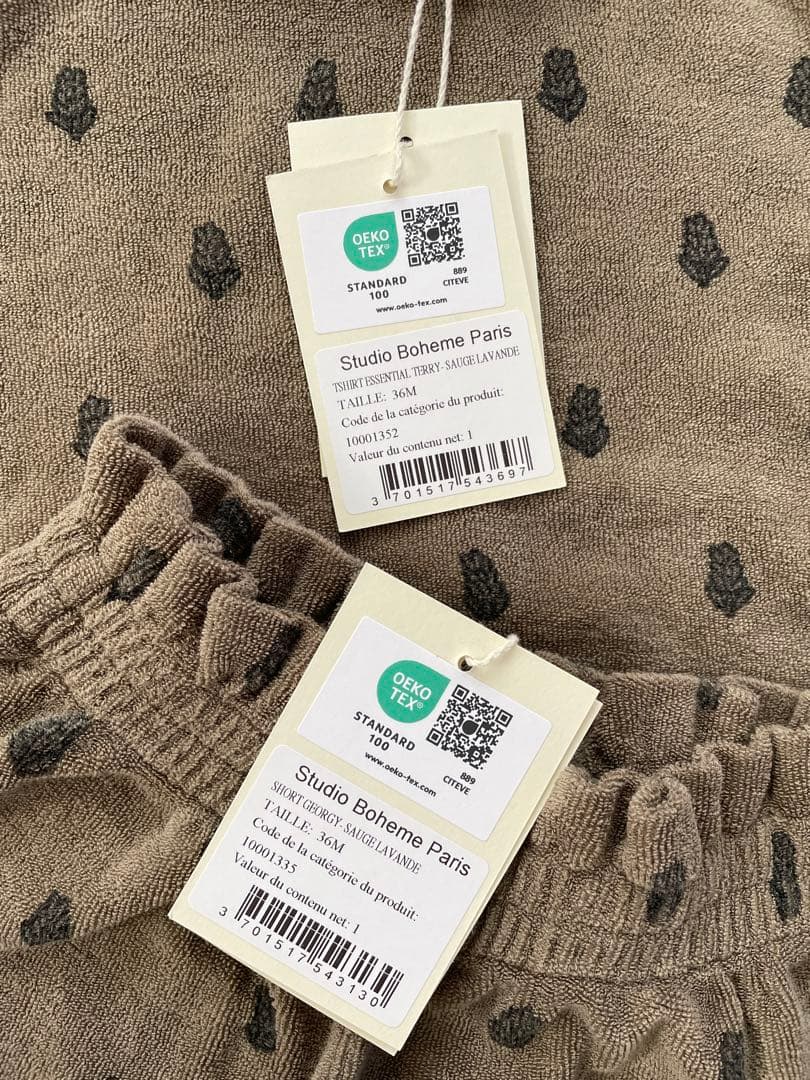 OEKO
TEX®
STANDARD
100
889
CITEVE
www.oeko-tex.com
Studio Boheme Paris
TSHIRT ESSENTIAL TERRY- SAUGE LAVANDE
TAILLE: 36M
Code de la catégorie du produit:
10001352
Valeur du contenu net: 1
3 701517 543697
OEKO
TEX®
STANDARD
100
889
CITEVE
www.oeko-tex.com
Studio Boheme Paris
SHORT GEORGY- SAUGE LAVANDE
TAILLE: 36M
Code de la catégorie du produit:
10001335
Valeur du contenu net: 1
3 701517 543130